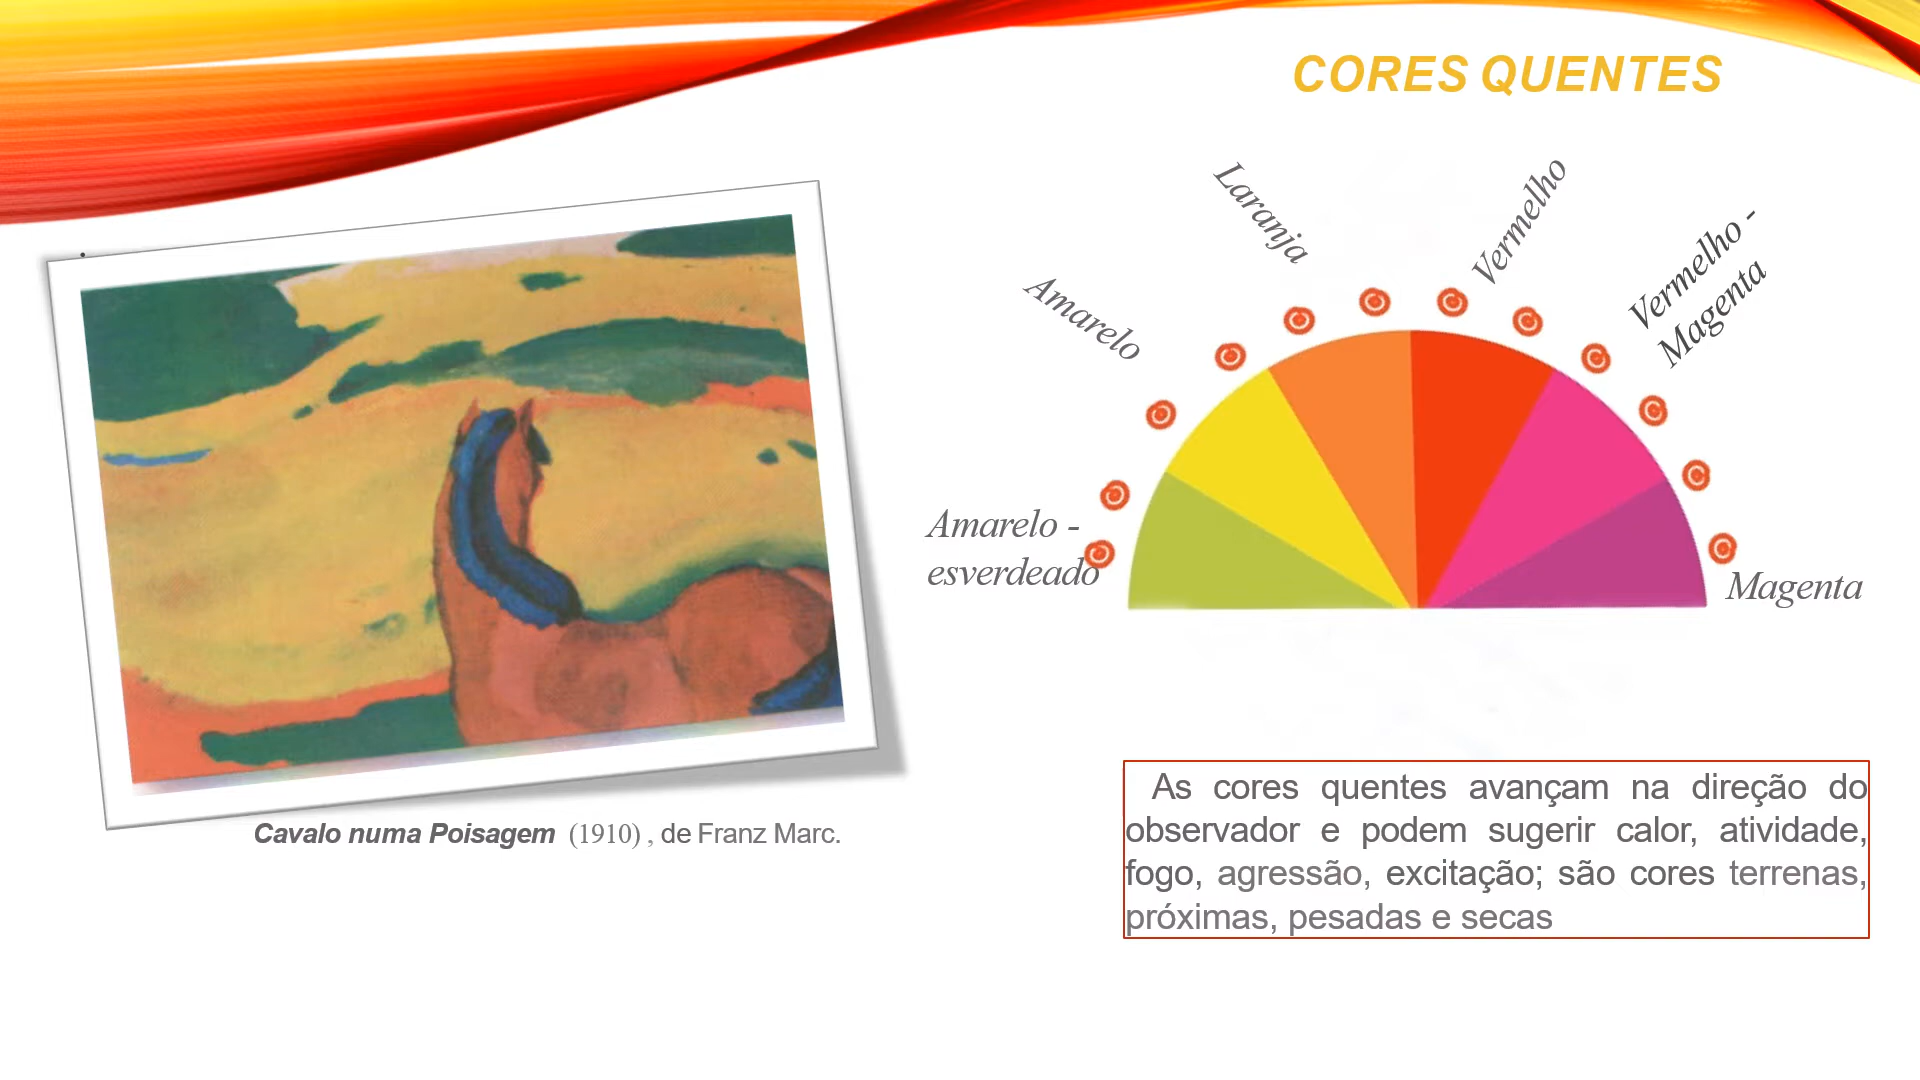 CORES QUENTES
Laranja
Vermelho
Vermelho -
Magenta
Amarelo
Amarelo -
esverdeado
Magenta
As cores quentes avançam na direção do
observador e podem sugerir calor, atividade,
fogo, agressão, excitação; são cores terrenas,
próximas, pesadas e secas
Cavalo numa Poisagem (1910) , de Franz Marc.